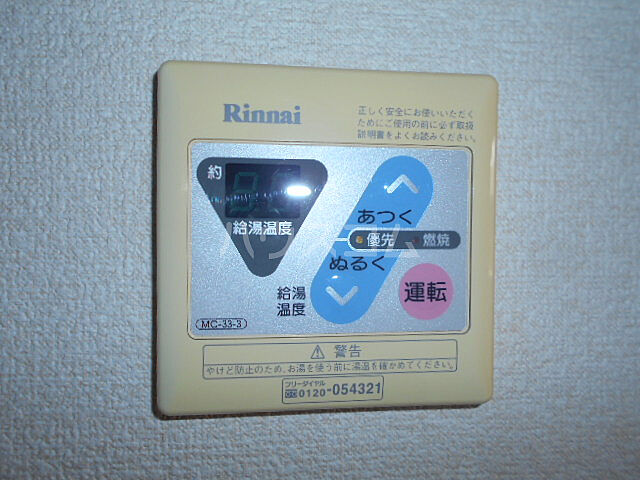 Rinnai
正しく安全にお使いいただく
ためにご使用の前に必ず取扱
説明書をよくお読みください。
約
給湯温度
あつく
優先 燃焼
ぬるく
給湯
温度
運転
MC-33-3
警告
やけど防止のため、お湯を使う前に湯温を確かめてください。
フリーダイヤル
0120-054321